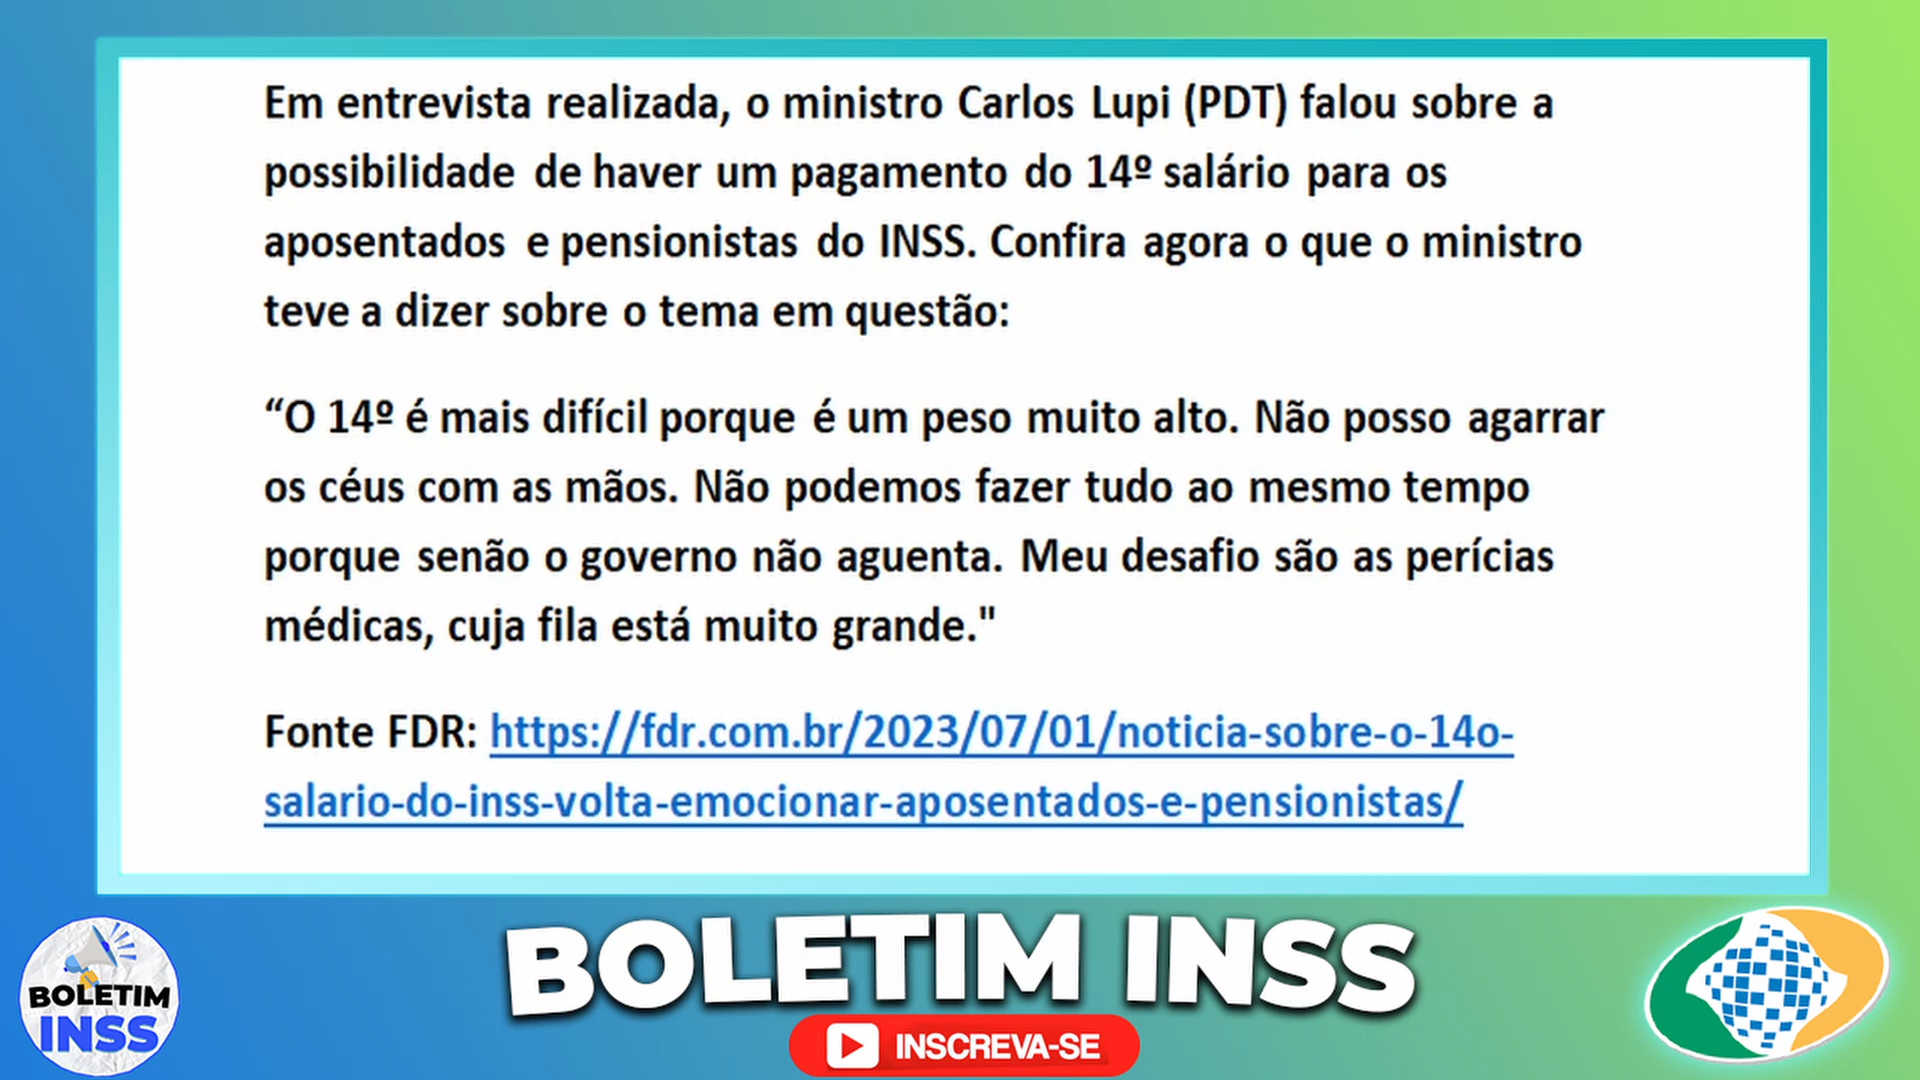 Em entrevista realizada, o ministro Carlos Lupi (PDT) falou sobre a
possibilidade de haver um pagamento do 14º salário para os
aposentados e pensionistas do INSS. Confira agora o que o ministro
teve a dizer sobre o tema em questão:
“O 14º é mais difícil porque é um peso muito alto. Não posso agarrar
os céus com as mãos. Não podemos fazer tudo ao mesmo tempo
porque senão o governo não aguenta. Meu desafio são as perícias
médicas, cuja fila está muito grande."
Fonte FDR: https://fdr.com.br/2023/07/01/noticia-sobre-o-14o-
salario-do-inss-volta-emocionar-aposentados-e-pensionistas/
BOLETIM INSS
BOLETIM
INSS
INSCREVA-SE